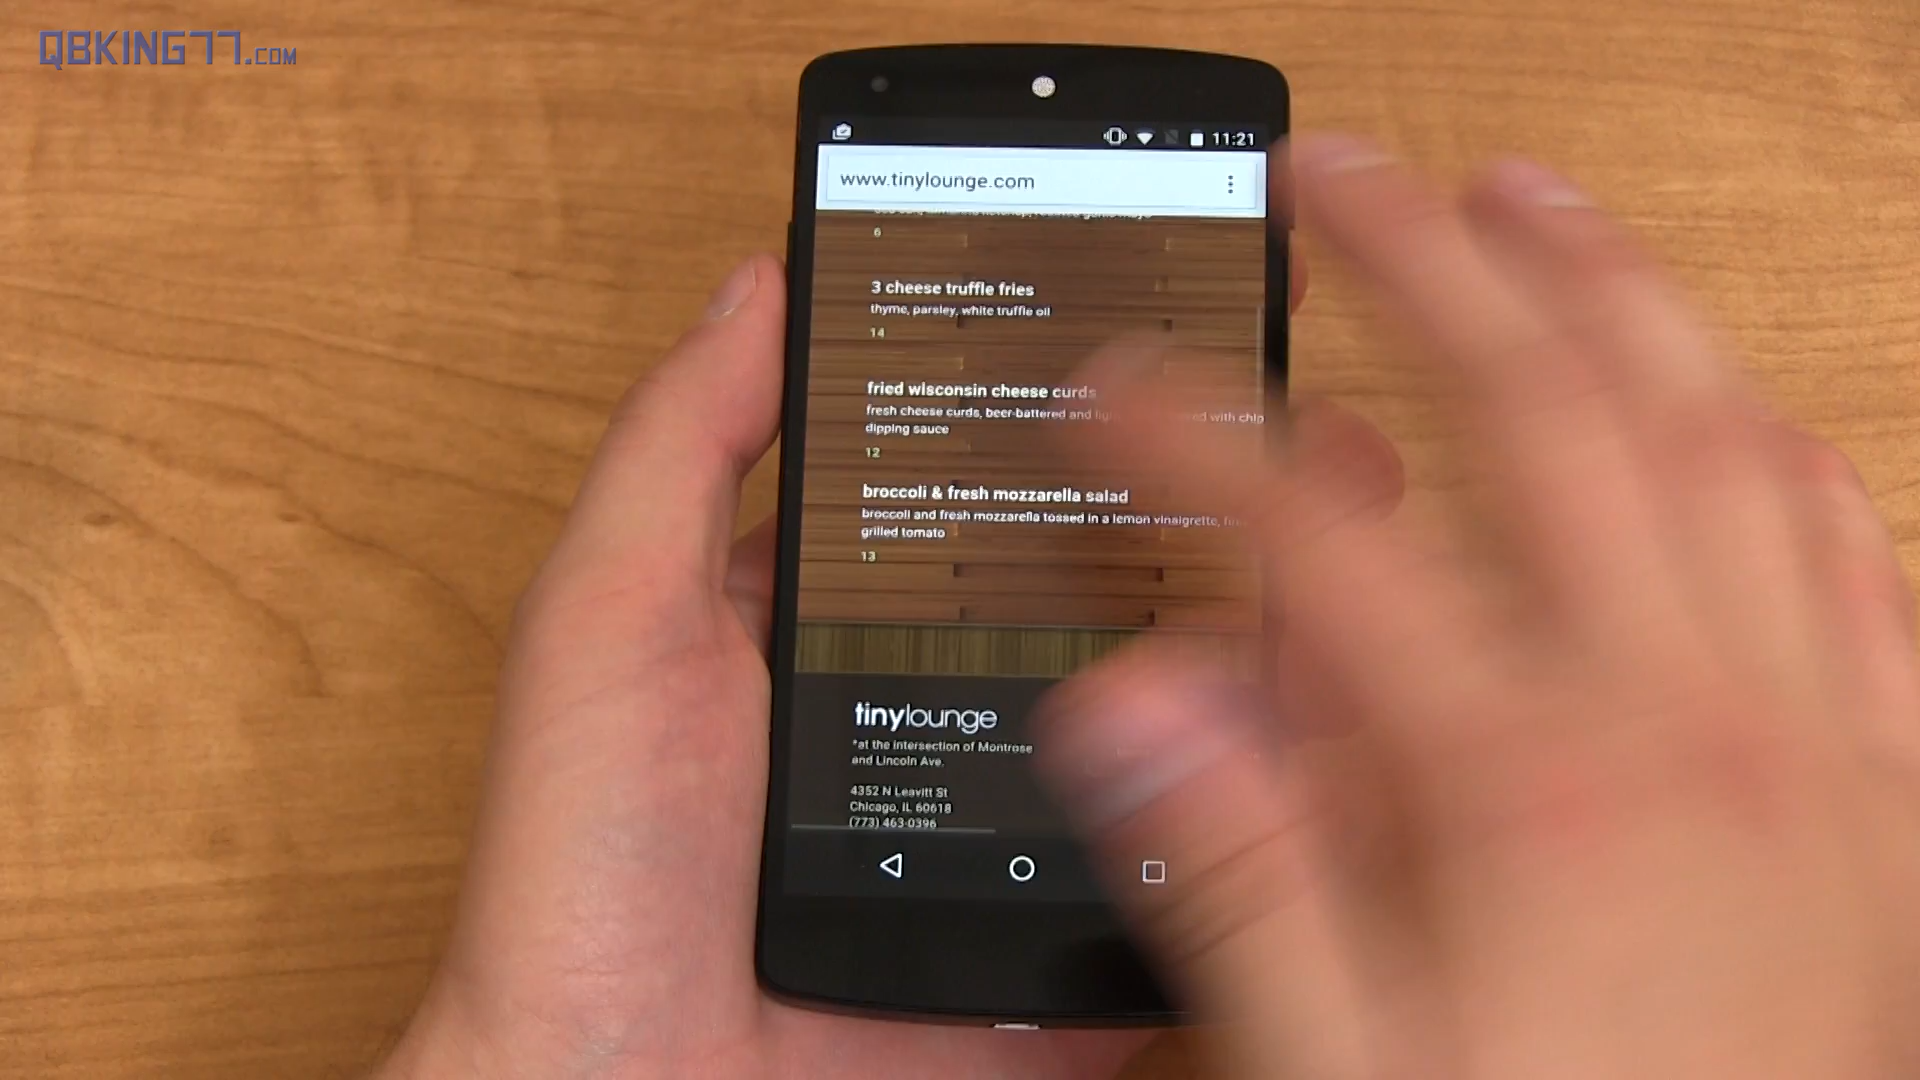 QBKING77.COM
11:21
www.tinylounge.com
6
3 cheese truffle fries
thyme, parsley, white truffle oil
14
fried wisconsin cheese curds
fresh cheese curds, beer-battered and with chip
dipping sauce
12
broccoli & fresh mozzarella salad
broccoli and fresh mozzarella tossed in a lemon vinaigrette,
grilled tomato
13
tinylounge
*at the intersection of Montrose
and Lincoln Ave.
4352 N Leavitt St
Chicago, IL 60618
(773) 463-0396